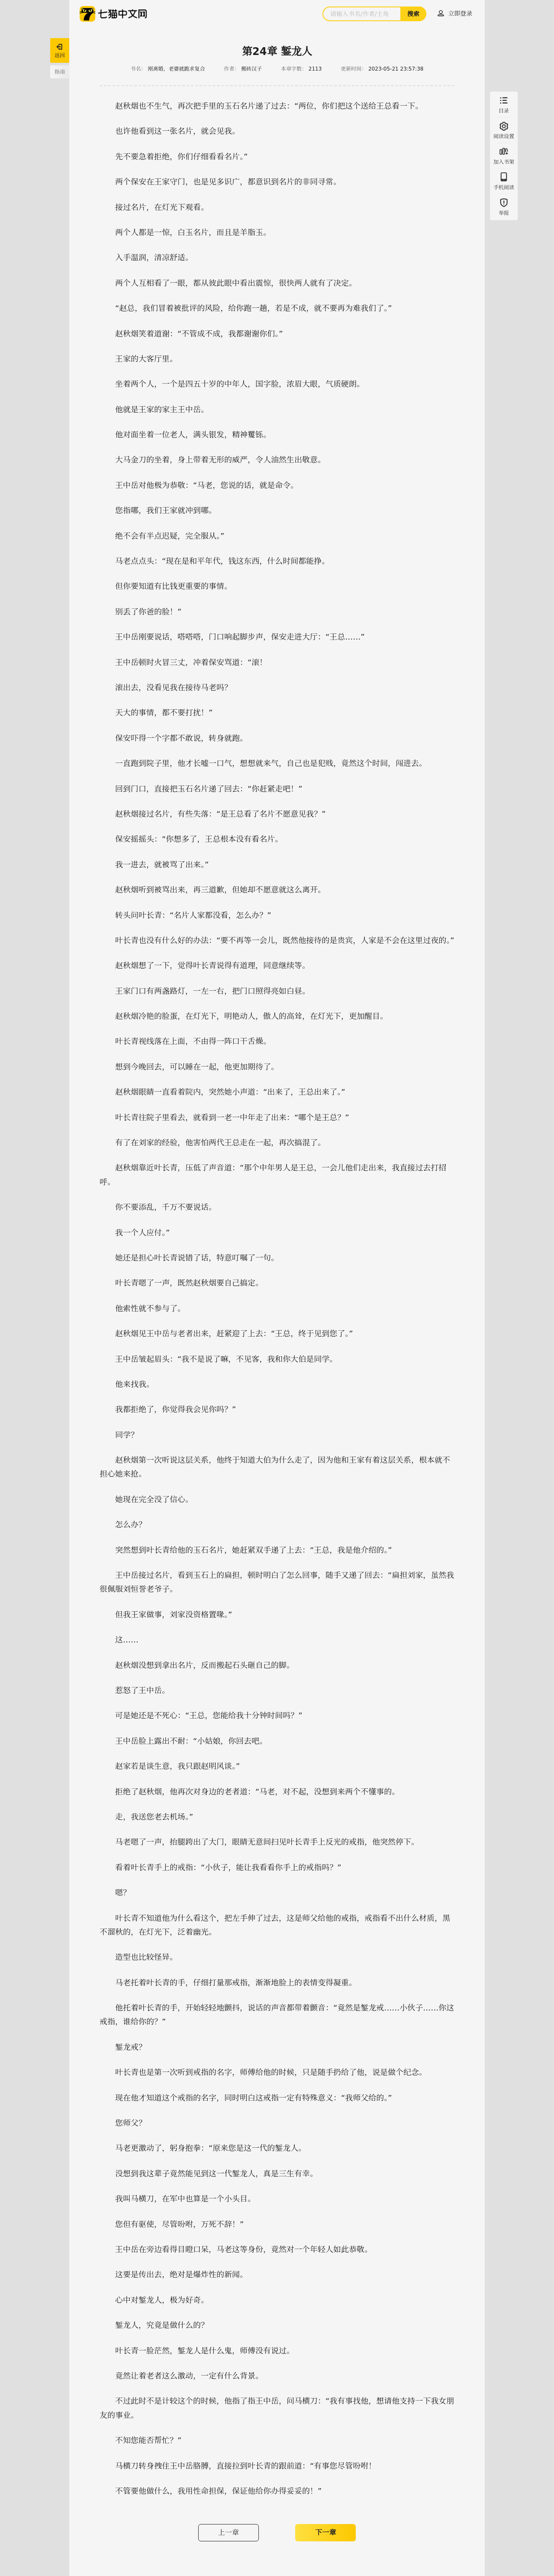 七猫中文网
请输入书名/作者/主角
搜索
立即登录
返回
指南
目录
阅读设置
加入书架
手机阅读
举报
第24章 錾龙人
书名： 刚离婚，老婆就跪求复合 作者： 搬砖汉子 本章字数： 2113 更新时间： 2023-05-21 23:57:38
赵秋烟也不生气，再次把手里的玉石名片递了过去：“两位，你们把这个送给王总看一下。
也许他看到这一张名片，就会见我。
先不要急着拒绝，你们仔细看看名片。”
两个保安在王家守门，也是见多识广，都意识到名片的非同寻常。
接过名片，在灯光下观看。
两个人都是一惊，白玉名片，而且是羊脂玉。
入手温润，清凉舒适。
两个人互相看了一眼，都从彼此眼中看出震惊，很快两人就有了决定。
“赵总，我们冒着被批评的风险，给你跑一趟，若是不成，就不要再为难我们了。”
赵秋烟笑着道谢：“不管成不成，我都谢谢你们。”
王家的大客厅里。
坐着两个人，一个是四五十岁的中年人，国字脸，浓眉大眼，气质硬朗。
他就是王家的家主王中岳。
他对面坐着一位老人，满头银发，精神矍铄。
大马金刀的坐着，身上带着无形的威严，令人油然生出敬意。
王中岳对他极为恭敬：“马老，您说的话，就是命令。
您指哪，我们王家就冲到哪。
绝不会有半点迟疑，完全服从。”
马老点点头：“现在是和平年代，钱这东西，什么时间都能挣。
但你要知道有比钱更重要的事情。
别丢了你爸的脸！”
王中岳刚要说话，嗒嗒嗒，门口响起脚步声，保安走进大厅：“王总……”
王中岳顿时火冒三丈，冲着保安骂道：“滚！
滚出去，没看见我在接待马老吗？
天大的事情，都不要打扰！”
保安吓得一个字都不敢说，转身就跑。
一直跑到院子里，他才长嘘一口气，想想就来气，自己也是犯贱，竟然这个时间，闯进去。
回到门口，直接把玉石名片递了回去：“你赶紧走吧！”
赵秋烟接过名片，有些失落：“是王总看了名片不愿意见我？”
保安摇摇头：“你想多了，王总根本没有看名片。
我一进去，就被骂了出来。”
赵秋烟听到被骂出来，再三道歉，但她却不愿意就这么离开。
转头问叶长青：“名片人家都没看，怎么办？”
叶长青也没有什么好的办法：“要不再等一会儿，既然他接待的是贵宾，人家是不会在这里过夜的。”
赵秋烟想了一下，觉得叶长青说得有道理，同意继续等。
王家门口有两盏路灯，一左一右，把门口照得亮如白昼。
赵秋烟冷艳的脸蛋，在灯光下，明艳动人，傲人的高耸，在灯光下，更加醒目。
叶长青视线落在上面，不由得一阵口干舌燥。
想到今晚回去，可以睡在一起，他更加期待了。
赵秋烟眼睛一直看着院内，突然她小声道：“出来了，王总出来了。”
叶长青往院子里看去，就看到一老一中年走了出来：“哪个是王总？”
有了在刘家的经验，他害怕两代王总走在一起，再次搞混了。
赵秋烟靠近叶长青，压低了声音道：“那个中年男人是王总，一会儿他们走出来，我直接过去打招
呼。
你不要添乱，千万不要说话。
我一个人应付。”
她还是担心叶长青说错了话，特意叮嘱了一句。
叶长青嗯了一声，既然赵秋烟要自己搞定。
他索性就不参与了。
赵秋烟见王中岳与老者出来，赶紧迎了上去：“王总，终于见到您了。”
王中岳皱起眉头：“我不是说了嘛，不见客，我和你大伯是同学。
他来找我。
我都拒绝了，你觉得我会见你吗？”
同学？
赵秋烟第一次听说这层关系，他终于知道大伯为什么走了，因为他和王家有着这层关系，根本就不
担心她来抢。
她现在完全没了信心。
怎么办？
突然想到叶长青给他的玉石名片，她赶紧双手递了上去：“王总，我是他介绍的。”
王中岳接过名片，看到玉石上的扁担，顿时明白了怎么回事，随手又递了回去：“扁担刘家，虽然我
很佩服刘恒誓老爷子。
但我王家做事，刘家没资格置喙。”
这……
赵秋烟没想到拿出名片，反而搬起石头砸自己的脚。
惹怒了王中岳。
可是她还是不死心：“王总，您能给我十分钟时间吗？”
王中岳脸上露出不耐：“小姑娘，你回去吧。
赵家若是谈生意，我只跟赵明风谈。”
拒绝了赵秋烟，他再次对身边的老者道：“马老，对不起，没想到来两个不懂事的。
走，我送您老去机场。”
马老嗯了一声，抬腿跨出了大门，眼睛无意间扫见叶长青手上反光的戒指，他突然停下。
看着叶长青手上的戒指：“小伙子，能让我看看你手上的戒指吗？”
嗯？
叶长青不知道他为什么看这个，把左手伸了过去，这是师父给他的戒指，戒指看不出什么材质，黑
不溜秋的，在灯光下，泛着幽光。
造型也比较怪异。
马老托着叶长青的手，仔细打量那戒指，渐渐地脸上的表情变得凝重。
他托着叶长青的手，开始轻轻地颤抖，说话的声音都带着颤音：“竟然是錾龙戒……小伙子……你这
戒指，谁给你的？”
錾龙戒？
叶长青也是第一次听到戒指的名字，师傅给他的时候，只是随手扔给了他，说是做个纪念。
现在他才知道这个戒指的名字，同时明白这戒指一定有特殊意义：“我师父给的。”
您师父？
马老更激动了，躬身抱拳：“原来您是这一代的錾龙人。
没想到我这辈子竟然能见到这一代錾龙人，真是三生有幸。
我叫马横刀，在军中也算是一个小头目。
您但有驱使，尽管吩咐，万死不辞！”
王中岳在旁边看得目瞪口呆，马老这等身份，竟然对一个年轻人如此恭敬。
这要是传出去，绝对是爆炸性的新闻。
心中对錾龙人，极为好奇。
錾龙人，究竟是做什么的？
叶长青一脸茫然，錾龙人是什么鬼，师傅没有说过。
竟然让着老者这么激动，一定有什么背景。
不过此时不是计较这个的时候，他指了指王中岳，问马横刀：“我有事找他，想请他支持一下我女朋
友的事业。
不知您能否帮忙？”
马横刀转身拽住王中岳胳膊，直接拉到叶长青的跟前道：“有事您尽管吩咐！
不管要他做什么，我用性命担保，保证他给你办得妥妥的！”
上一章
下一章